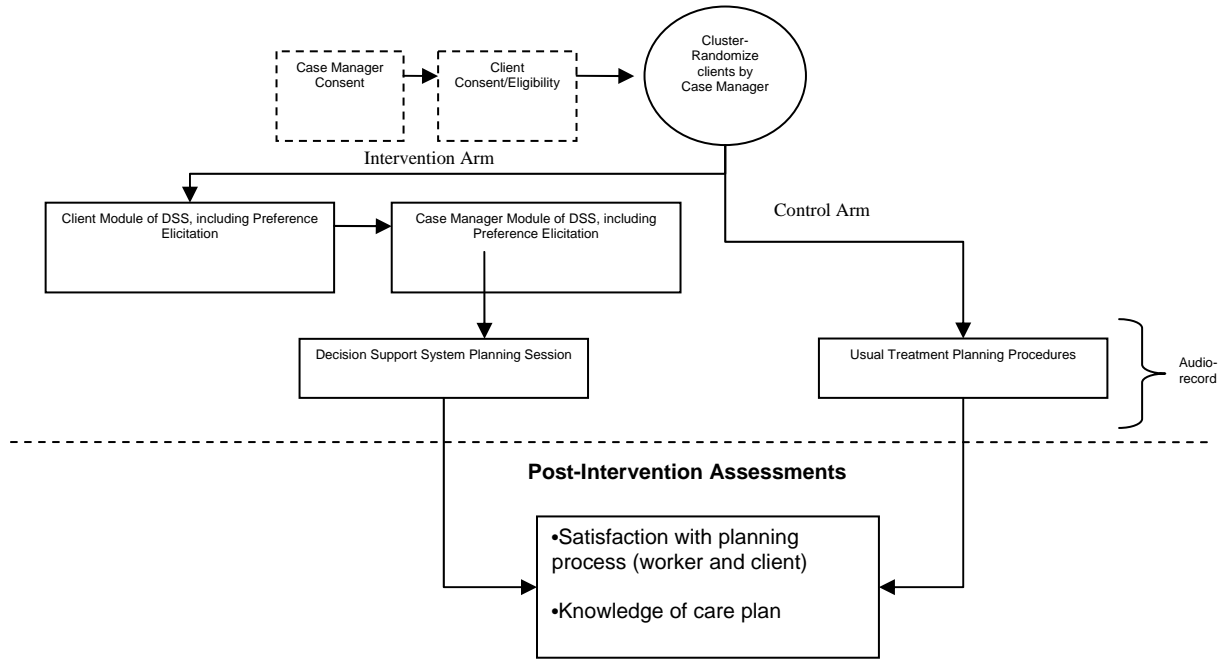 Case Manager
Consent
Client
Consent/Eligibility
Cluster-
Randomize
clients by
Case Manager
Intervention Arm
Control Arm
Client Module of DSS, including Preference
Elicitation
Case Manager Module of DSS, including
Preference Elicitation
Decision Support System Planning Session
Usual Treatment Planning Procedures
Audio-
record
Post-Intervention Assessments
•Satisfaction with planning
process (worker and client)
•Knowledge of care plan